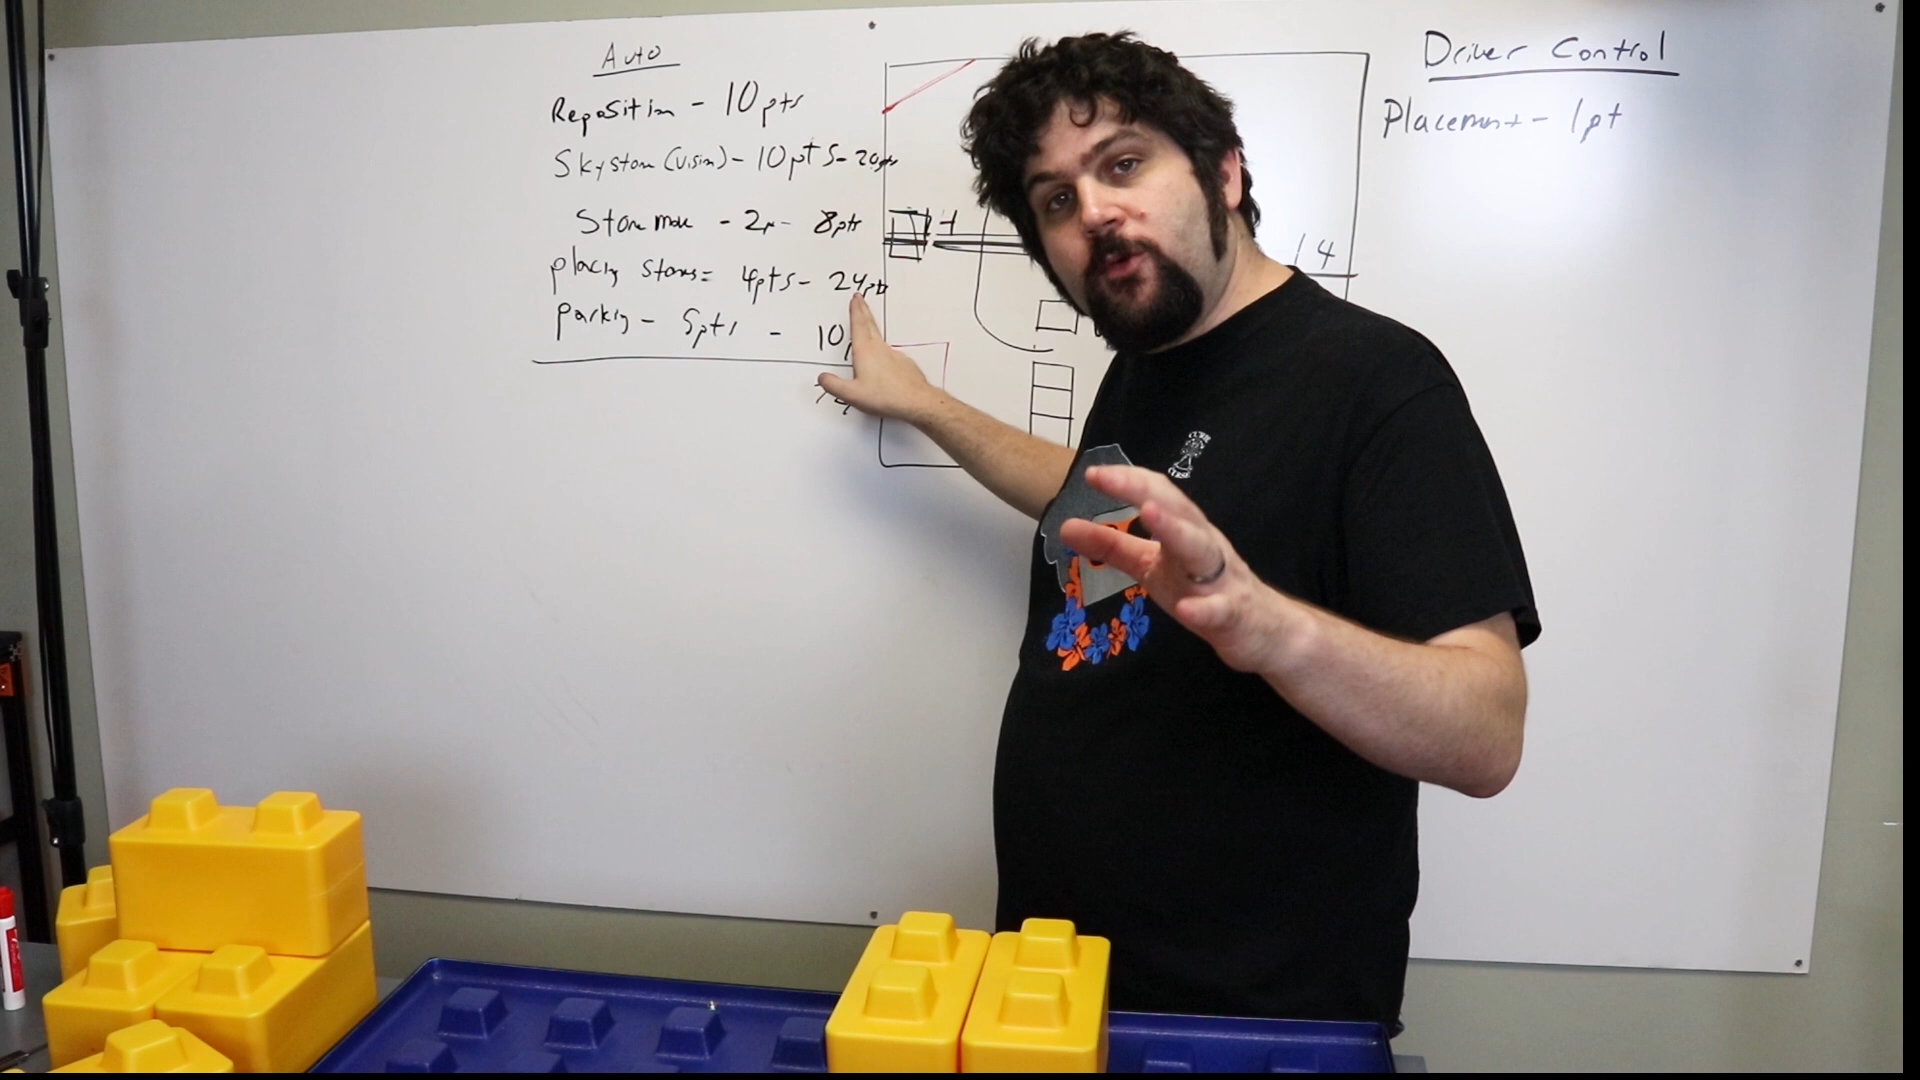 Auto
Reposition - 10pts
Skystone (Vision) - 10pts - 20pts
Stone move - 2pt - 8pts
placing stones = 4pts - 24pts
parking - 5pts - 10
14
Driver Control
Placement - 1pt